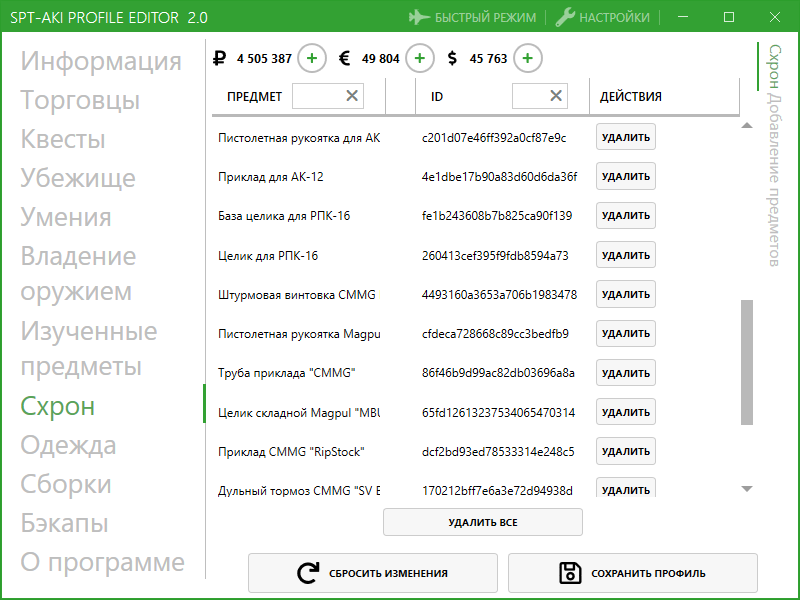 SPT-AKI PROFILE EDITOR 2.0
БЫСТРЫЙ РЕЖИМ
НАСТРОЙКИ
Информация
Торговцы
Квесты
Убежище
Умения
Владение
оружием
Изученные
предметы
Схрон
Одежда
Сборки
Бэкапы
О программе
₽ 4 505 387 + € 49 804 + $ 45 763 +
ПРЕДМЕТ ID ДЕЙСТВИЯ
Пистолетная рукоятка для АК c201d07e46ff392a0cf87e9c УДАЛИТЬ
Приклад для АК-12 4e1dbe17b90a83d60d6da36f УДАЛИТЬ
База целика для РПК-16 fe1b243608b7b825ca90f139 УДАЛИТЬ
Целик для РПК-16 260413cef395f9fdb8594a73 УДАЛИТЬ
Штурмовая винтовка CMMG 4493160a3653a706b1983478 УДАЛИТЬ
Пистолетная рукоятка Magpu cfdeca728668c89cc3bedfb9 УДАЛИТЬ
Труба приклада "CMMG" 86f46b9d99ac82db03696a8a УДАЛИТЬ
Целик складной Magpul "MBU 65fd12613237534065470314 УДАЛИТЬ
Приклад CMMG "RipStock" dcf2bd93ed78533314e248c5 УДАЛИТЬ
Дульный тормоз CMMG "SV B 170212bff7e6a3e72d94938d УДАЛИТЬ
УДАЛИТЬ ВСЕ
СБРОСИТЬ ИЗМЕНЕНИЯ
СОХРАНИТЬ ПРОФИЛЬ
Схрон
Добавление предметов